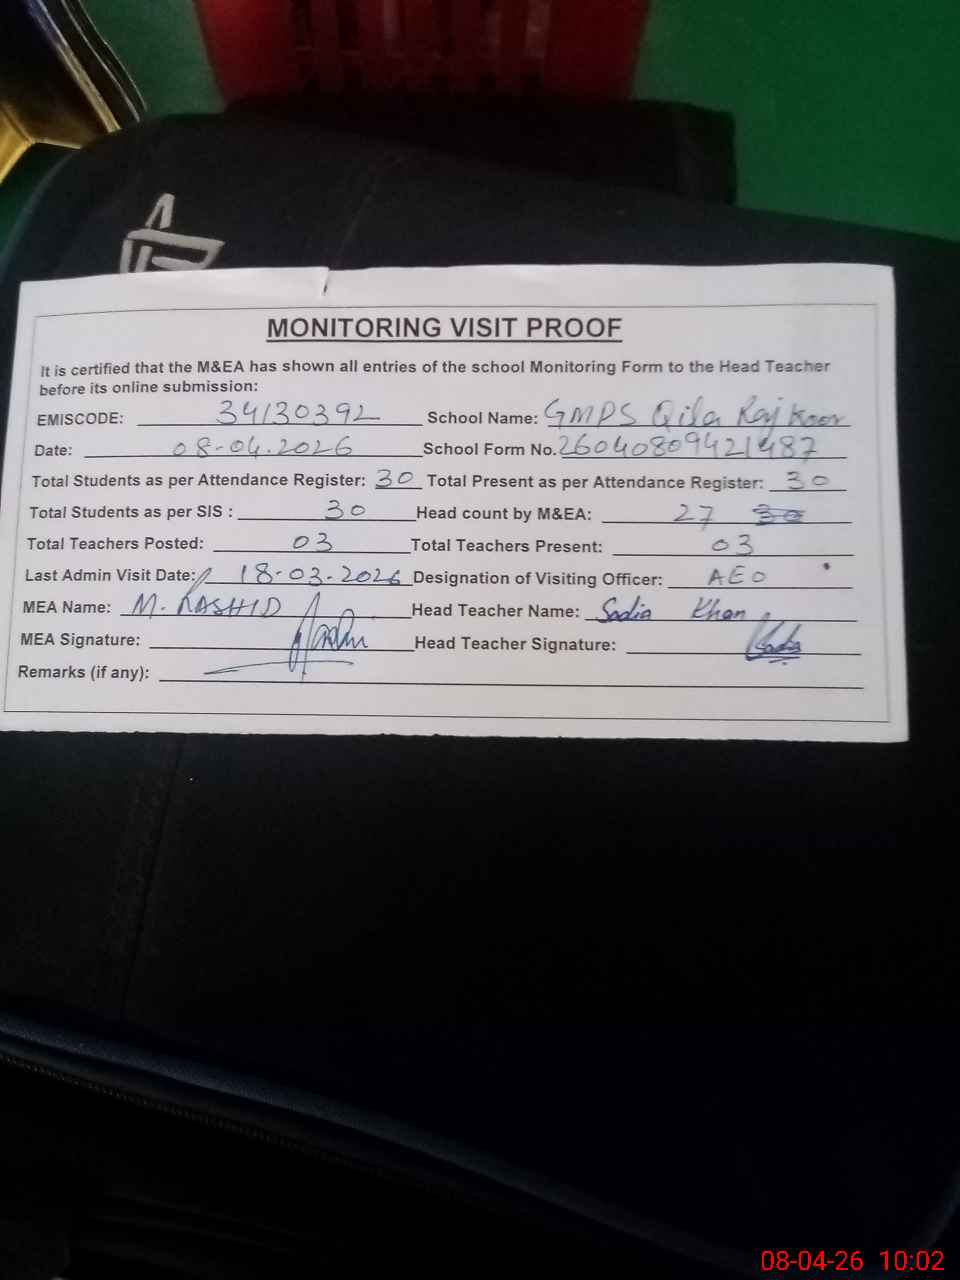 MONITORING VISIT PROOF
It is certified that the M&EA has shown all entries of the school Monitoring Form to the Head Teacher
before its online submission:
EMISCODE: 34130392 School Name: GMPS Qila Raj Koor
Date: 08-04.2026 School Form No. 26040809421487
Total Students as per Attendance Register: 30 Total Present as per Attendance Register: 30
Total Students as per SIS : 30 Head count by M&EA: 27 30
Total Teachers Posted: 03 Total Teachers Present: 03
Last Admin Visit Date: 18-03-2026 Designation of Visiting Officer: AEO
MEA Name: M. RASHID Head Teacher Name: Sadia Khan
MEA Signature: Head Teacher Signature: Sadia
Remarks (if any):
08-04-26 10:02